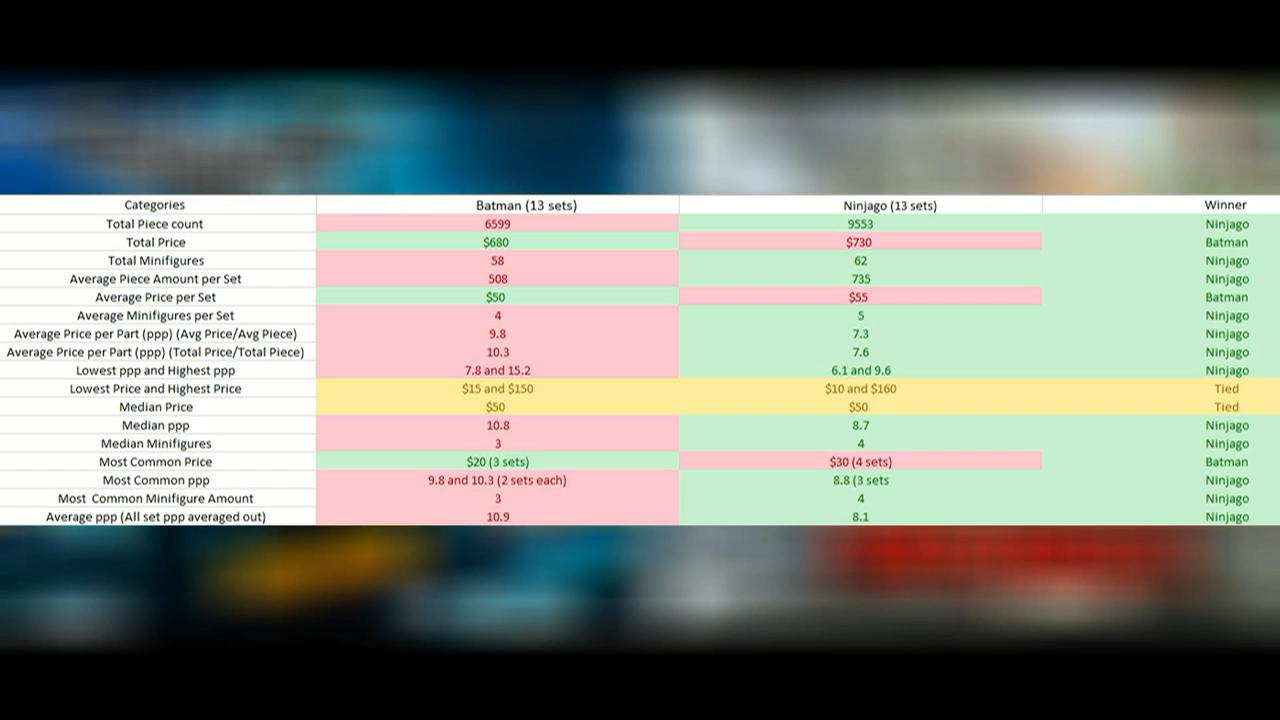 Categories Batman (13 sets) Ninjago (13 sets) Winner
Total Piece count 6599 9553 Ninjago
Total Price $680 $730 Batman
Total Minifigures 58 62 Ninjago
Average Piece Amount per Set 508 735 Ninjago
Average Price per Set $50 $55 Batman
Average Minifigures per Set 4 5 Ninjago
Average Price per Part (ppp) (Avg Price/Avg Piece) 9.8 7.3 Ninjago
Average Price per Part (ppp) (Total Price/Total Piece) 10.3 7.6 Ninjago
Lowest ppp and Highest ppp 7.8 and 15.2 6.1 and 9.6 Ninjago
Lowest Price and Highest Price $15 and $150 $10 and $160 Tied
Median Price $50 $50 Tied
Median ppp 10.8 8.7 Ninjago
Median Minifigures 3 4 Ninjago
Most Common Price $20 (3 sets) $30 (4 sets) Batman
Most Common ppp 9.8 and 10.3 (2 sets each) 8.8 (3 sets Ninjago
Most Common Minifigure Amount 3 4 Ninjago
Average ppp (All set ppp averaged out) 10.9 8.1 Ninjago